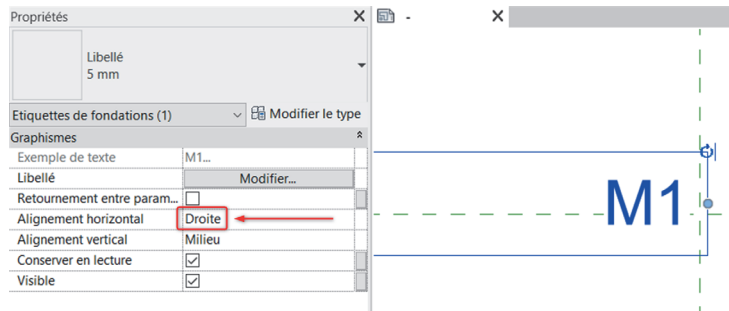 Propriétés
-
Libellé
5 mm
Etiquettes de fondations (1)
Modifier le type
Graphismes
Exemple de texte M1...
Libellé Modifier...
Retournement entre param...
Alignement horizontal Droite
Alignement vertical Milieu
Conserver en lecture
Visible
M1